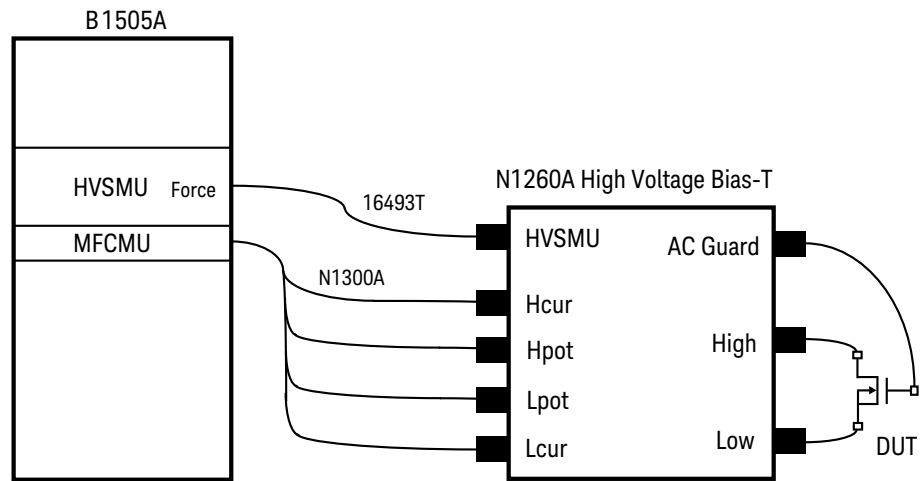 B1505A
HVSMU Force
MFCMU
16493T
N1300A
N1260A High Voltage Bias-T
HVSMU
Hcur
Hpot
Lpot
Lcur
AC Guard
High
Low
DUT